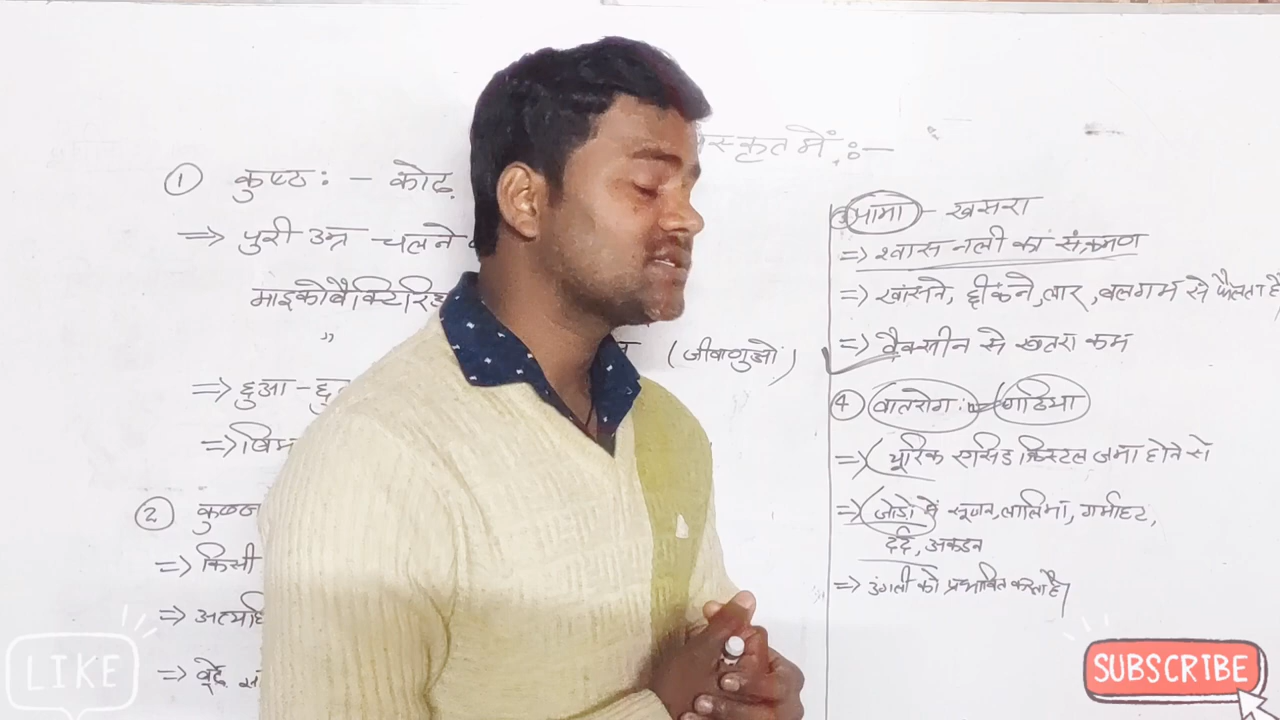 में :-
① कुष्ठ : - कोढ़
=> पुरी उम्र चलने
माइकोबैक्टिरि
"
(जीवाणुओ)
=> छुआ - छु
② कुष्ठ
=> किसी
=> अत्यधि
=> बुढ़े
पामा - खसरा
=> श्वास नली का संक्रमण
=> खांसने, छींकने, लार, बलगम से फैलता है
=> वैक्सीन से खतरा कम
④ वातरोग : गठिया
=> यूरिक एसिड क्रिस्टल जमा होने से
=> जोडो में सूजन, लालिमा, गर्माहट,
दर्द, अकडन
=> उंगली को प्रभावित करता है।
LIKE
SUBSCRIBE